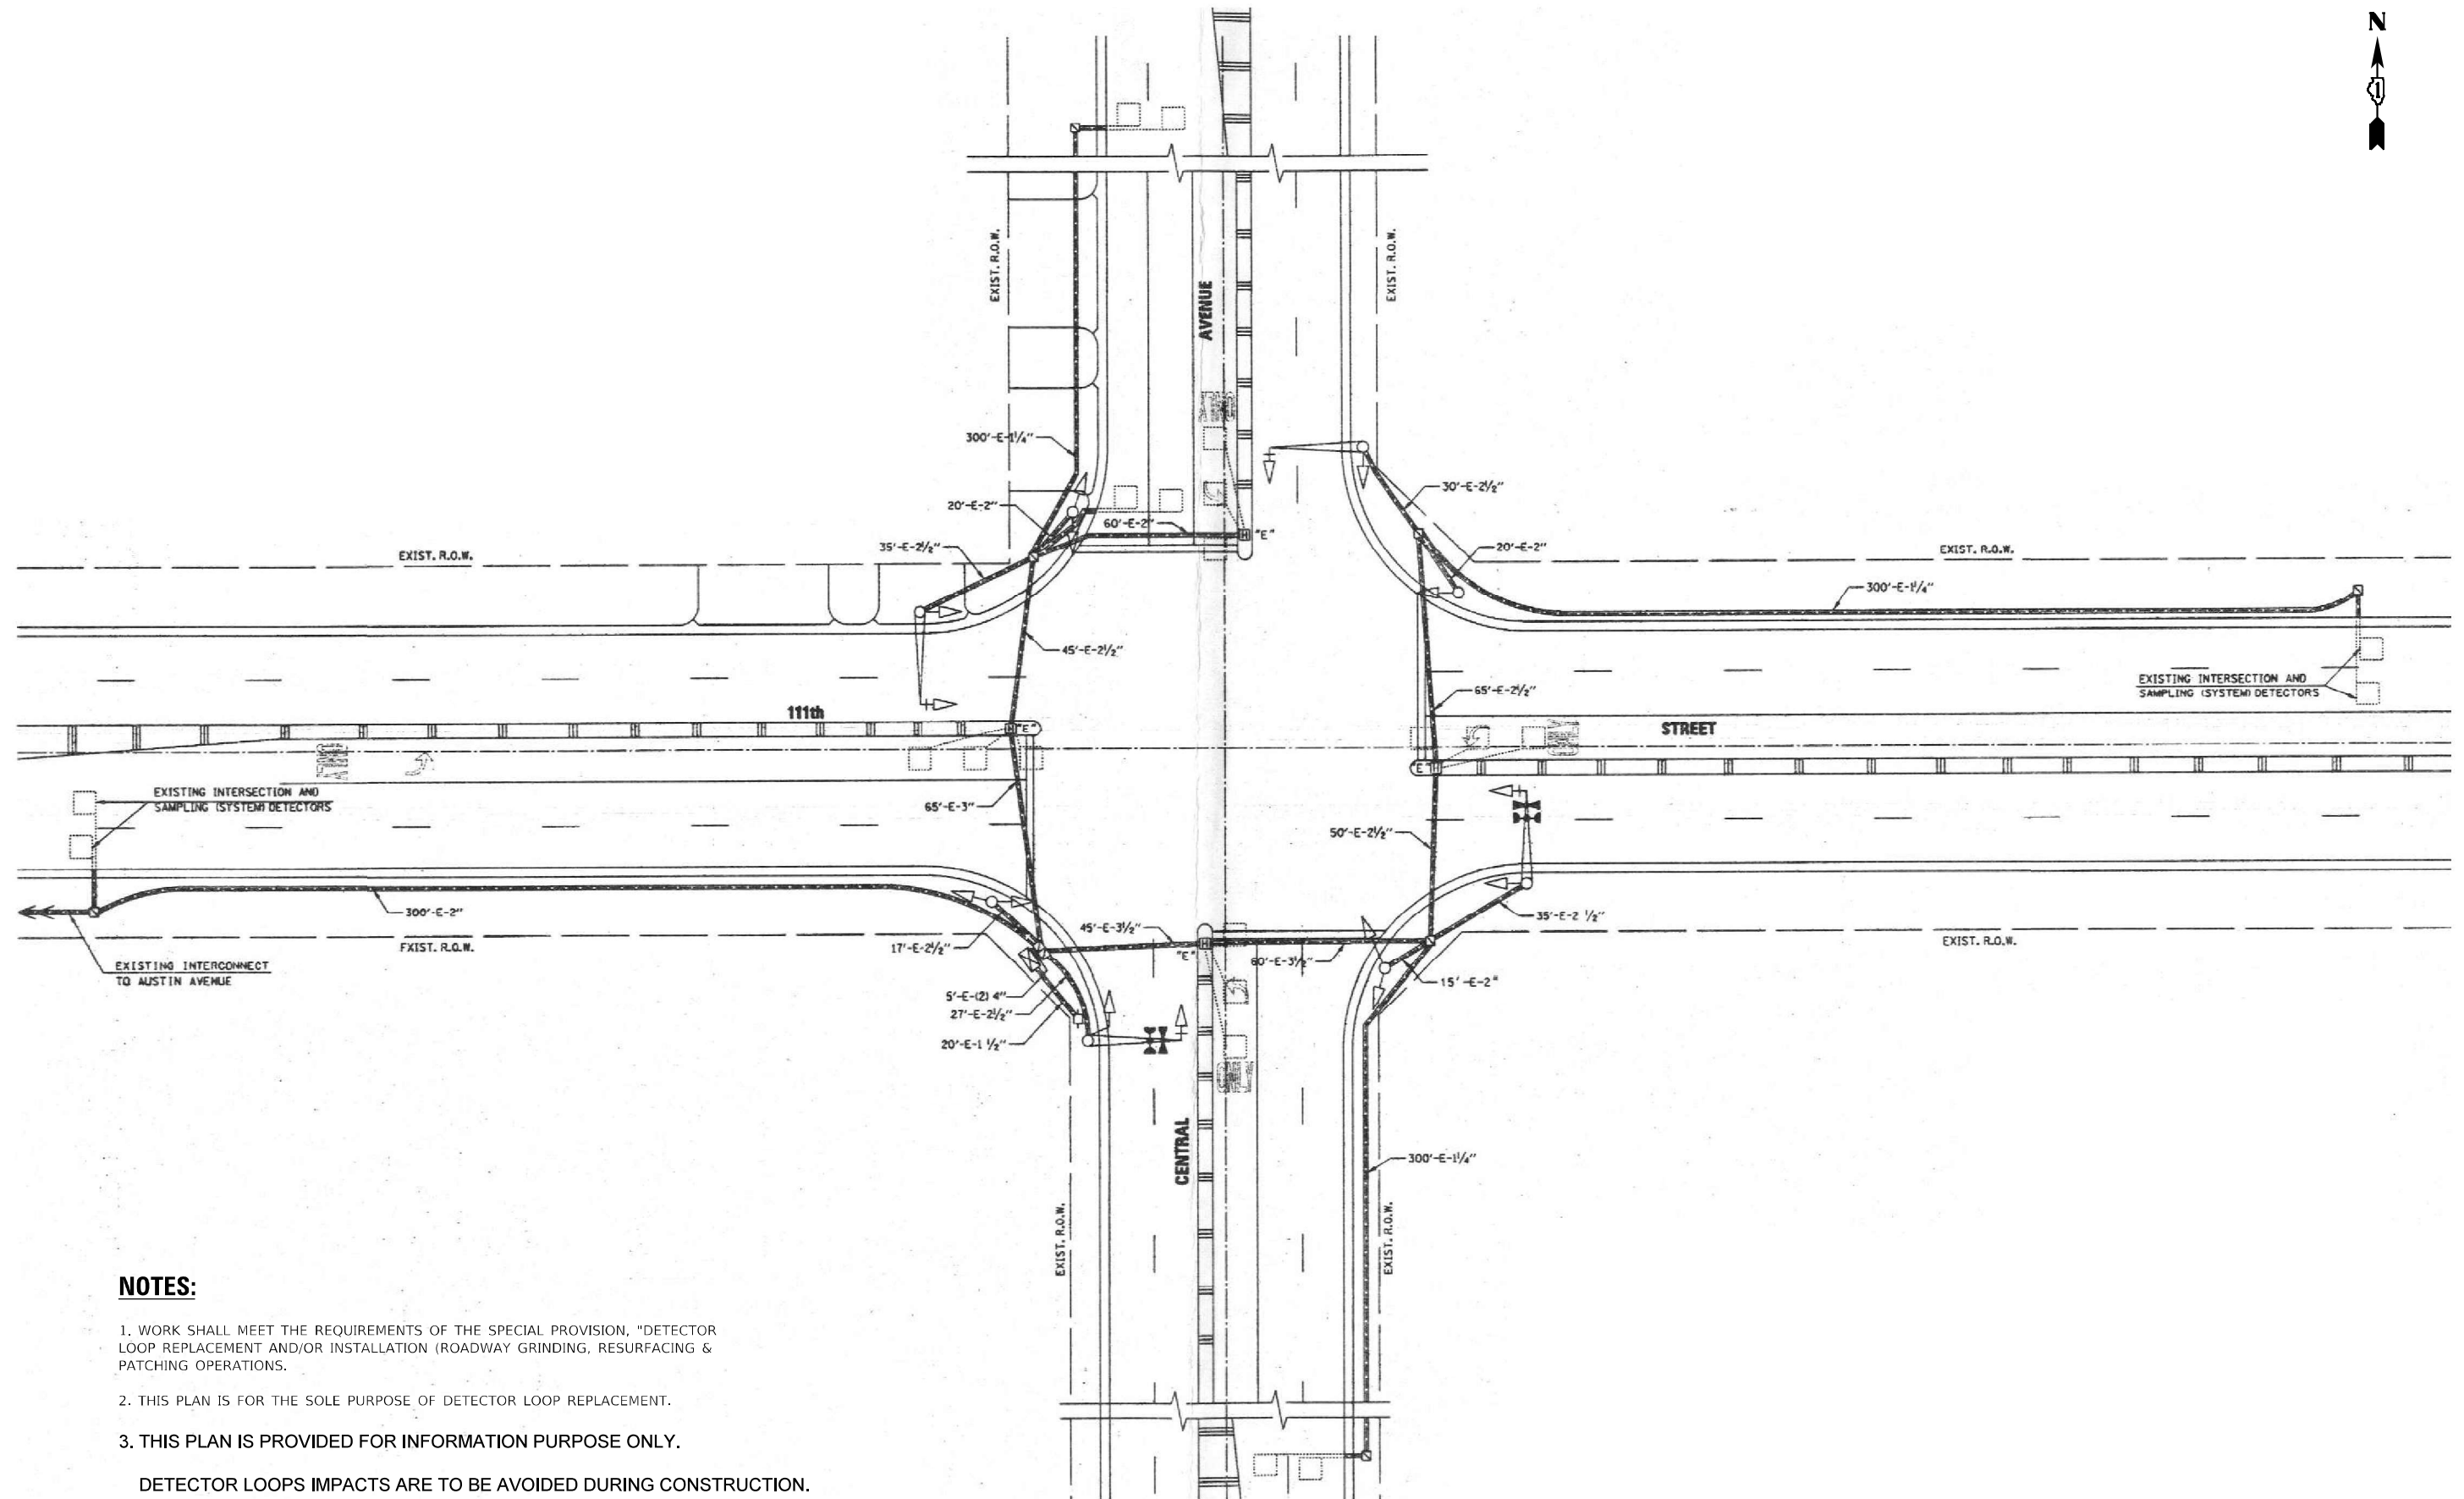 N
1
EXIST. R.O.W.
EXIST. R.O.W.
AVENUE
300'-E-1¼"
20'-E-2"
60'-E-2"
"E"
35'-E-2½"
30'-E-2½"
20'-E-2"
EXIST. R.O.W.
EXIST. R.O.W.
300'-E-1¼"
45'-E-2½"
65'-E-2½"
EXISTING INTERSECTION AND
SAMPLING (SYSTEM) DETECTORS
111th
"E"
STREET
ONLY
ONLY
"E"
EXISTING INTERSECTION AND
SAMPLING (SYSTEM) DETECTORS
65'-E-3"
50'-E-2½"
300'-E-2"
35'-E-2 ½"
45'-E-3½"
17'-E-2½"
"E"
60'-E-3½"
EXIST. R.O.W.
EXIST. R.O.W.
EXISTING INTERCONNECT
TO AUSTIN AVENUE
15'-E-2"
5'-E-(2) 4"
27'-E-2½"
20'-E-1 ½"
CENTRAL
300'-E-1¼"
EXIST. R.O.W.
EXIST. R.O.W.
NOTES:
1. WORK SHALL MEET THE REQUIREMENTS OF THE SPECIAL PROVISION, "DETECTOR
LOOP REPLACEMENT AND/OR INSTALLATION (ROADWAY GRINDING, RESURFACING &
PATCHING OPERATIONS.
2. THIS PLAN IS FOR THE SOLE PURPOSE OF DETECTOR LOOP REPLACEMENT.
3. THIS PLAN IS PROVIDED FOR INFORMATION PURPOSE ONLY.
DETECTOR LOOPS IMPACTS ARE TO BE AVOIDED DURING CONSTRUCTION.